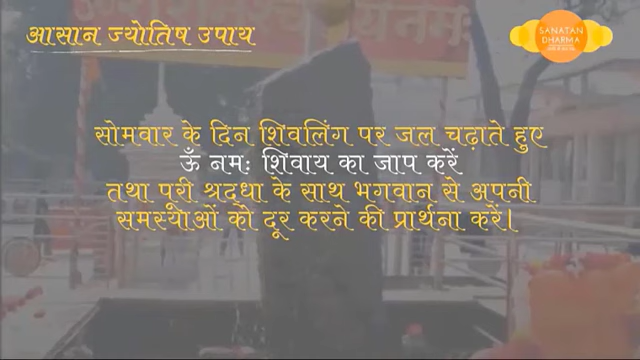 आसान ज्योतिष उपाय
SANATAN
DHARMA
सोमवार के दिन शिवलिंग पर जल चढ़ाते हुए
ऊँ नमः शिवाय का जाप करें
तथा पूरी श्रद्धा के साथ भगवान से अपनी
समस्याओं को दूर करने की प्रार्थना करें।